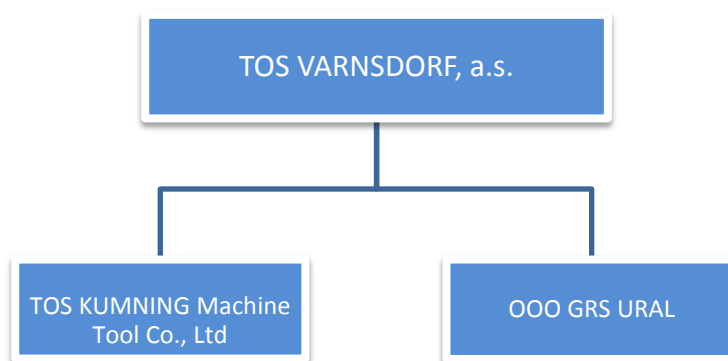 TOS VARNSDORF, a.s.
TOS KUMNING Machine
Tool Co., Ltd
OOO GRS URAL